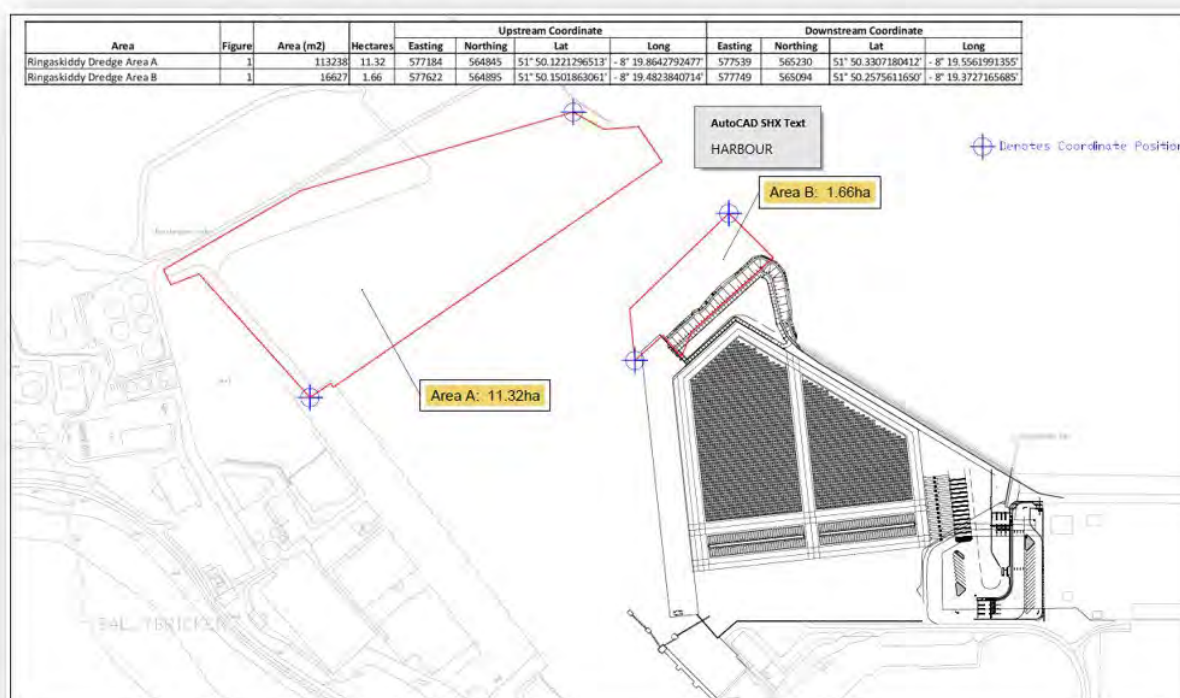 Upstream Coordinate Downstream Coordinate
Area Figure Area (m2) Hectares Easting Northing Lat Long Easting Northing Lat Long
Ringaskiddy Dredge Area A 1 113238 11.32 577184 564845 51° 50.1221296513' - 8° 19.8642792477' 577539 565230 51° 50.3307180412' - 8° 19.5561991355'
Ringaskiddy Dredge Area B 1 16627 1.66 577622 564895 51° 50.1501863061' - 8° 19.4823840714' 577749 565094 51° 50.2575611650' - 8° 19.3727165685'
AutoCAD SHX Text
HARBOUR
Denotes Coordinate Position
Area B: 1.66ha
Area A: 11.32ha